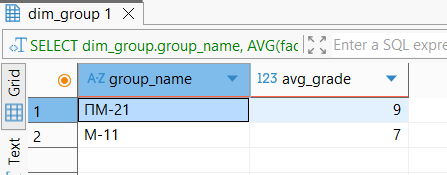 dim_group 1
SELECT dim_group.group_name, AVG(fac
Enter a SQL expre
Grid
A-Z group_name
123 avg_grade
1 ПМ-21 9
2 М-11 7
Text